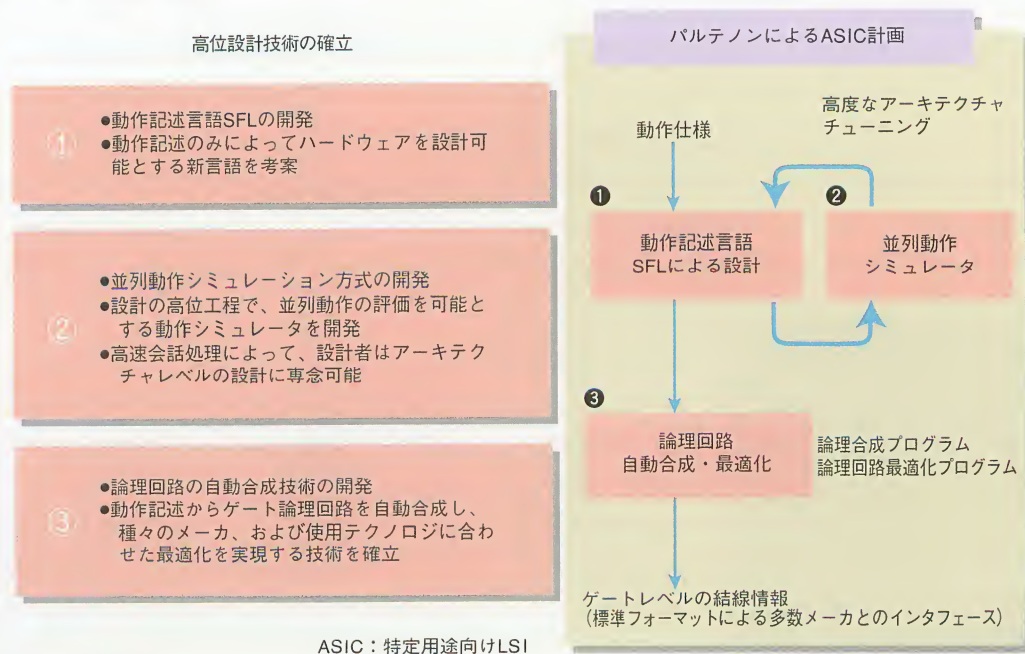 高位設計技術の確立
①
●動作記述言語SFLの開発
●動作記述のみによってハードウェアを設計可
能とする新言語を考案
②
●並列動作シミュレーション方式の開発
●設計の高位工程で、並列動作の評価を可能と
する動作シミュレータを開発
●高速会話処理によって、設計者はアーキテク
チャレベルの設計に専念可能
③
●論理回路の自動合成技術の開発
●動作記述からゲート論理回路を自動合成し、
種々のメーカ、および使用テクノロジに合わ
せた最適化を実現する技術を確立
ASIC:特定用途向けLSI
パルテノンによるASIC計画
動作仕様
高度なアーキテクチャ
チューニング
❶
動作記述言語
SFLによる設計
❷
並列動作
シミュレータ
❸
論理回路
自動合成・最適化
論理合成プログラム
論理回路最適化プログラム
ゲートレベルの結線情報
(標準フォーマットによる多数メーカとのインタフェース)